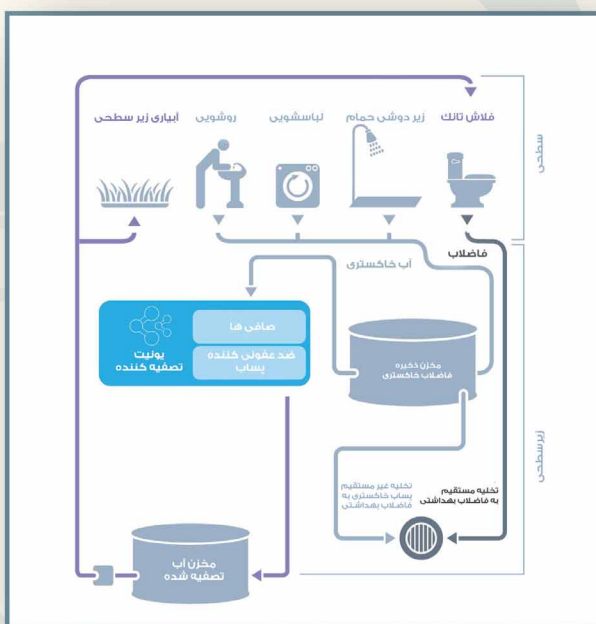 فلاش تانک
زیر دوشی حمام
لباسشویی
روشویی
آبیاری زیر سطحی
سطحی
فاضلاب
آب خاکستری
صافی ها
ضد عفونی کننده
پساب
یونیت
تصفیه کننده
مخزن ذخیره
فاضلاب خاکستری
زیرسطحی
تخلیه مستقیم
به فاضلاب بهداشتی
تخلیه غیر مستقیم
پساب خاکستری به
فاضلاب بهداشتی
مخزن آب
تصفیه شده